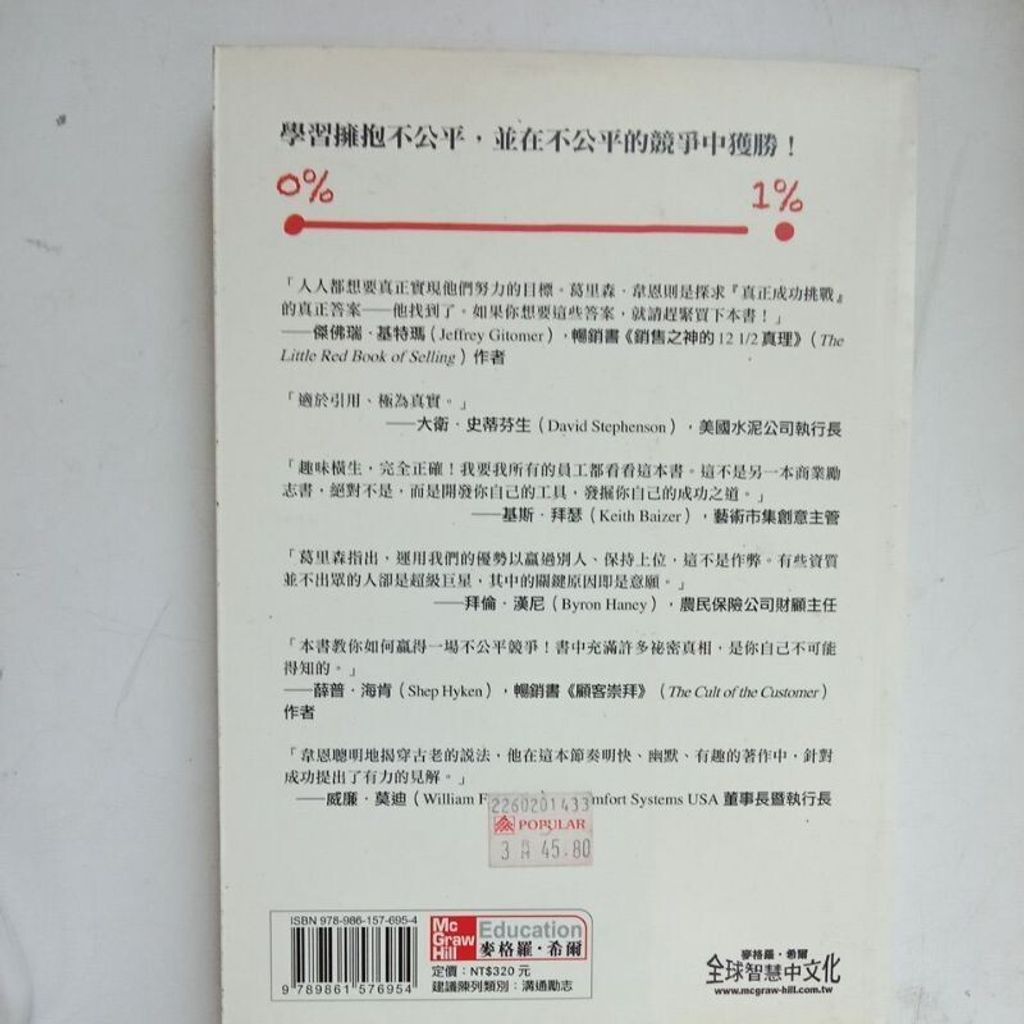 學習擁抱不公平，並在不公平的競爭中獲勝！
0% 1%
「人人都想要真正實現他們努力的目標。葛里森．韋恩則是探求『真正成功挑戰』
的真正答案——他找到了。如果你想要這些答案，就請趕緊買下本書！」
——傑佛瑞．基特瑪（Jeffrey Gitomer），暢銷書《銷售之神的 12 1/2 真理》（The
Little Red Book of Selling）作者
「適於引用、極為真實。」
——大衛．史蒂芬生（David Stephenson），美國水泥公司執行長
「趣味橫生，完全正確！我要我所有的員工都看看這本書。這不是另一本商業勵
志書，絕對不是，而是開發你自己的工具，發掘你自己的成功之道。」
——基斯．拜瑟（Keith Baizer），藝術市集創意主管
「葛里森指出，運用我們的優勢以贏過別人、保持上位，這不是作弊。有些資質
並不出眾的人卻是超級巨星，其中的關鍵原因即是意願。」
——拜倫．漢尼（Byron Haney），農民保險公司財顧主任
「本書教你如何贏得一場不公平競爭！書中充滿許多祕密真相，是你自己不可能
得知的。」
——薛普．海肯（Shep Hyken），暢銷書《顧客崇拜》（The Cult of the Customer）
作者
「韋恩聰明地揭穿古老的說法，他在這本節奏明快、幽默、有趣的著作中，針對
成功提出了有力的見解。」
——威廉．莫迪（William F mfort Systems USA 董事長暨執行長
2260201433
POPULAR
3 月 45.80
ISBN 978-986-157-695-4
9 789861 576954
Mc
Graw
Hill
Education
麥格羅．希爾
定價：NT$320 元
建議陳列類別：溝通勵志
麥格羅．希爾
全球智慧中文化
www.mcgraw-hill.com.tw